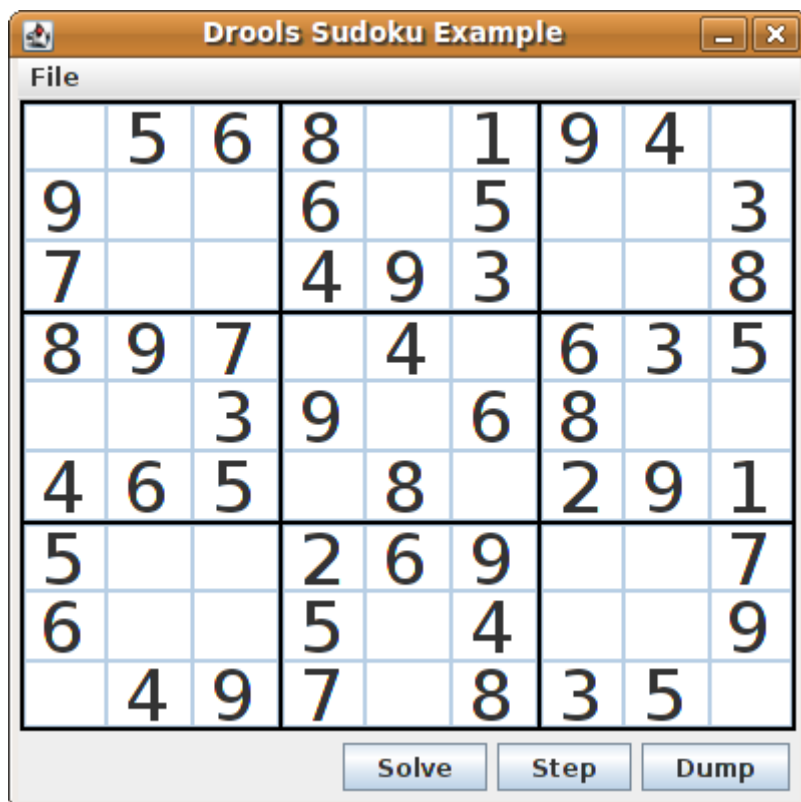 Drools Sudoku Example
File
5 6 8 1 9 4
9 6 5 3
7 4 9 3 8
8 9 7 4 6 3 5
3 9 6 8
4 6 5 8 2 9 1
5 2 6 9 7
6 5 4 9
4 9 7 8 3 5
Solve Step Dump